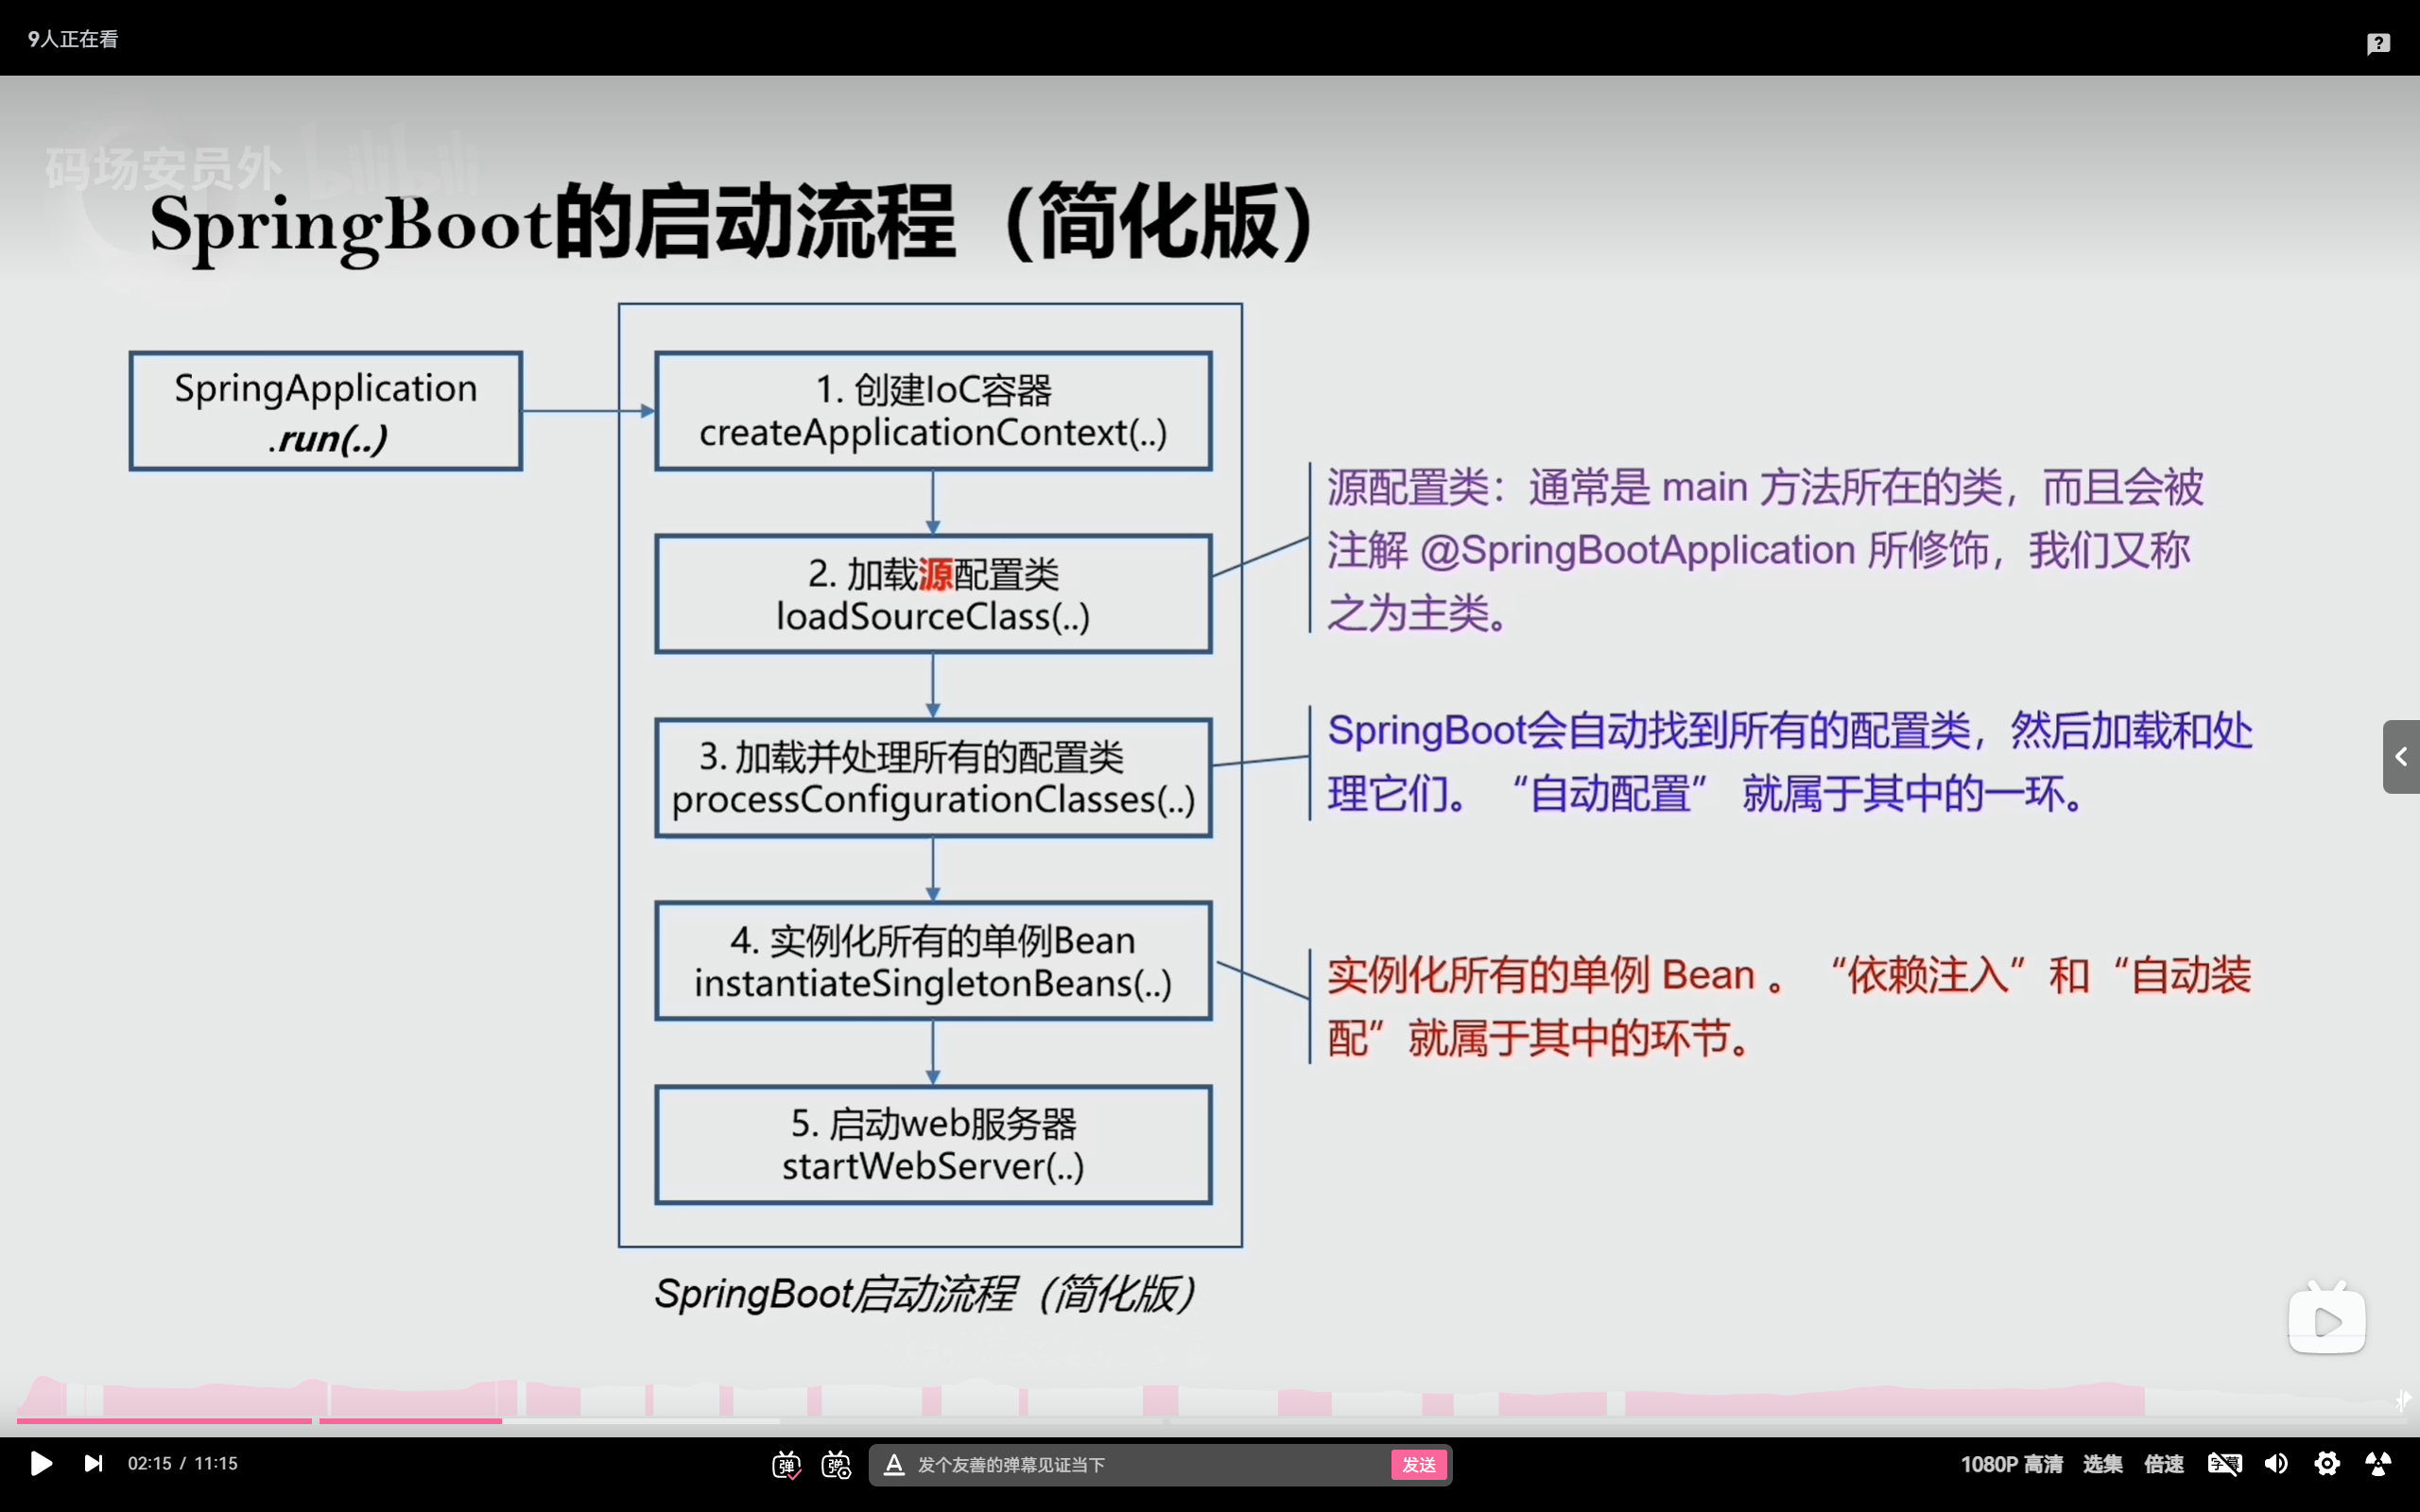 9人正在看
码场安员外 bilibili
SpringBoot的启动流程（简化版）
SpringApplication
.run(..)
1. 创建IoC容器
createApplicationContext(..)
2. 加载源配置类
loadSourceClass(..)
源配置类：通常是 main 方法所在的类，而且会被
注解 @SpringBootApplication 所修饰，我们又称
之为主类。
3. 加载并处理所有的配置类
processConfigurationClasses(..)
SpringBoot会自动找到所有的配置类，然后加载和处
理它们。 “自动配置” 就属于其中的一环。
4. 实例化所有的单例Bean
instantiateSingletonBeans(..)
实例化所有的单例 Bean 。 “依赖注入” 和 “自动装
配” 就属于其中的环节。
5. 启动web服务器
startWebServer(..)
SpringBoot启动流程（简化版）
02:15 / 11:15
弹
弹
A 发个友善的弹幕见证当下
发送
1080P 高清
选集
倍速
字幕